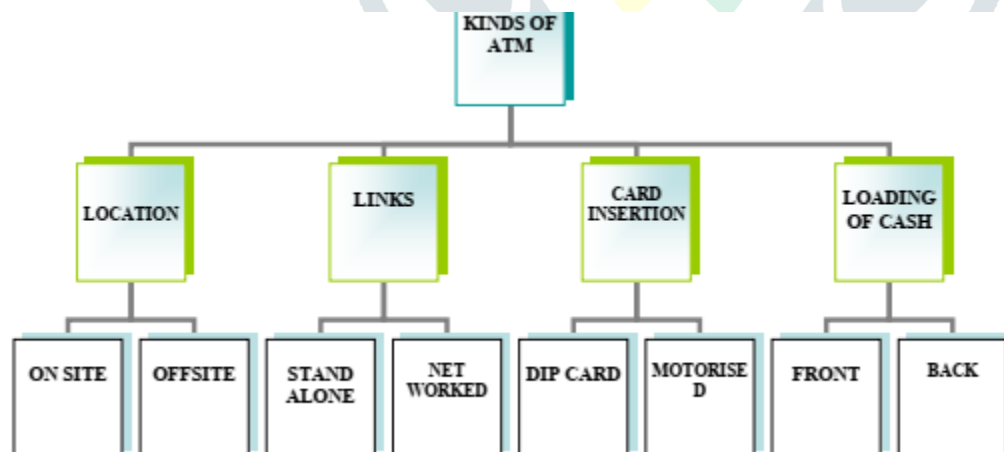 KINDS OF
ATM
LOCATION
LINKS
CARD
INSERTION
LOADING
OF CASH
ON SITE
OFFSITE
STAND
ALONE
NET
WORKED
DIP CARD
MOTORISE
D
FRONT
BACK